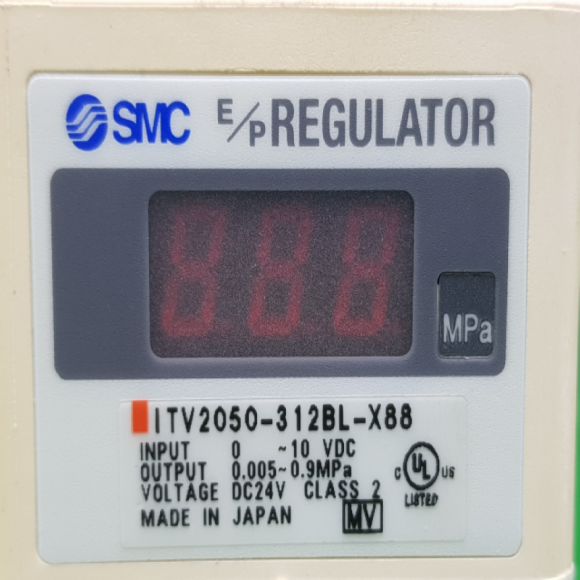 SMC E/P REGULATOR
888
MPa
ITV2050-312BL-X88
INPUT 0 ~10 VDC
OUTPUT 0.005~0.9MPa
VOLTAGE DC24V CLASS 2
MADE IN JAPAN MV
C UL US
LISTED